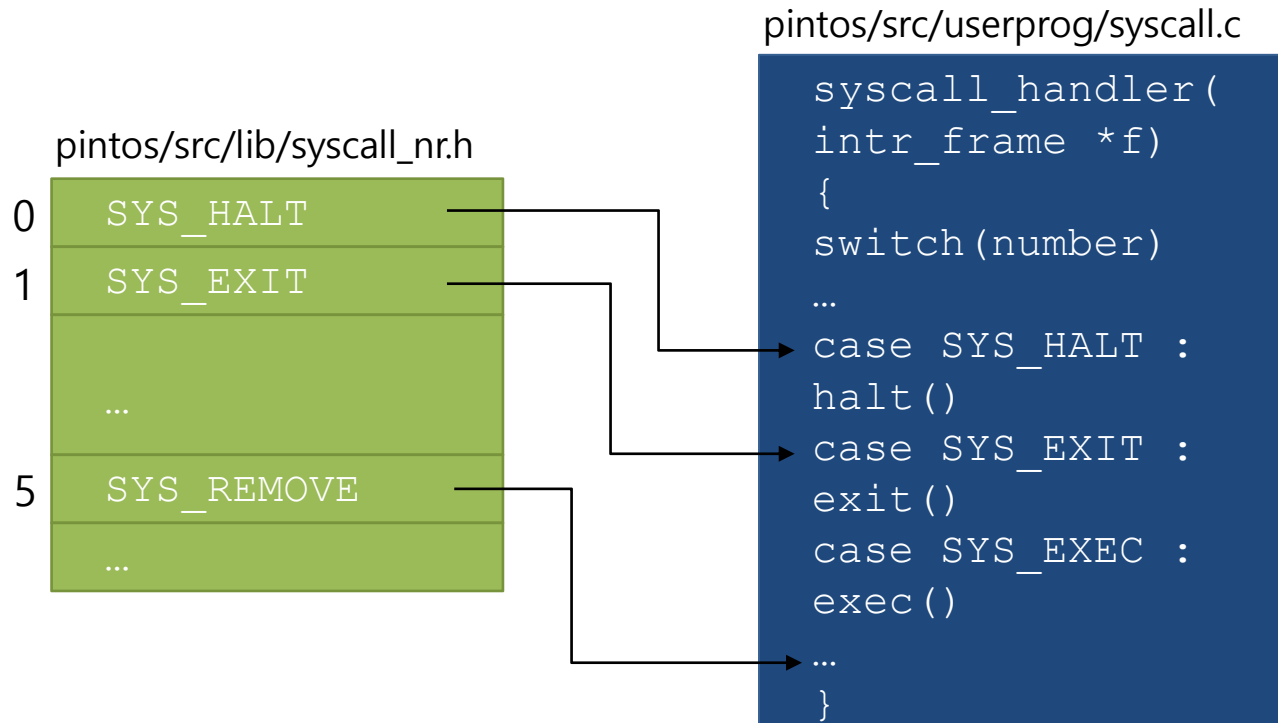 pintos/src/lib/syscall_nr.h
0 SYS_HALT
1 SYS_EXIT
…
5 SYS_REMOVE
…
pintos/src/userprog/syscall.c
syscall_handler(
intr_frame *f)
{
switch(number)
…
case SYS_HALT :
halt()
case SYS_EXIT :
exit()
case SYS_EXEC :
exec()
…
}